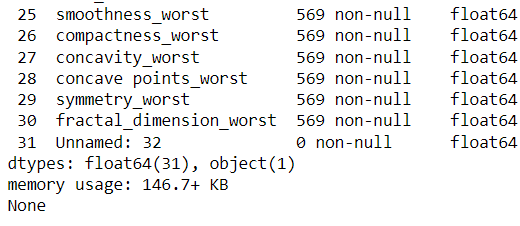 25 smoothness_worst 569 non-null float64
26 compactness_worst 569 non-null float64
27 concavity_worst 569 non-null float64
28 concave points_worst 569 non-null float64
29 symmetry_worst 569 non-null float64
30 fractal_dimension_worst 569 non-null float64
31 Unnamed: 32 0 non-null float64
dtypes: float64(31), object(1)
memory usage: 146.7+ KB
None